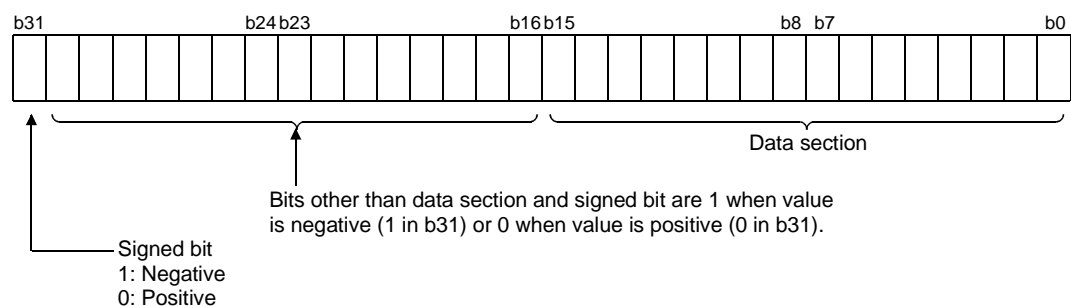 b31 b24 b23 b16 b15 b8 b7 b0
Data section
Bits other than data section and signed bit are 1 when value
is negative (1 in b31) or 0 when value is positive (0 in b31).
Signed bit
1: Negative
0: Positive